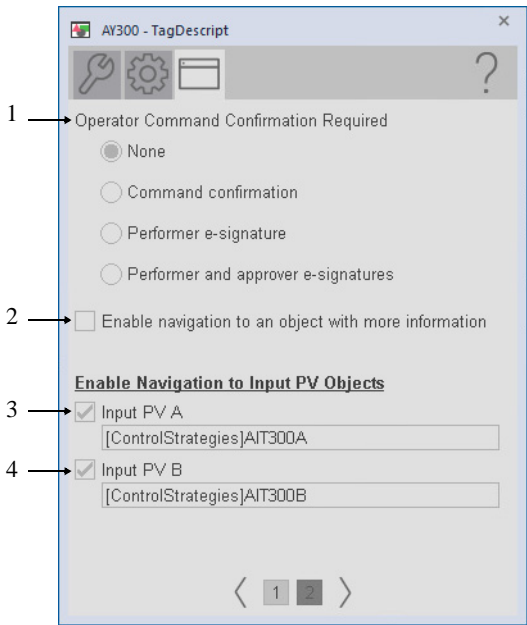 AY300 - TagDescript
×
?
1
Operator Command Confirmation Required
None
Command confirmation
Performer e-signature
Performer and approver e-signatures
2
Enable navigation to an object with more information
Enable Navigation to Input PV Objects
3
Input PV A
[ControlStrategies]AIT300A
4
Input PV B
[ControlStrategies]AIT300B
1 2